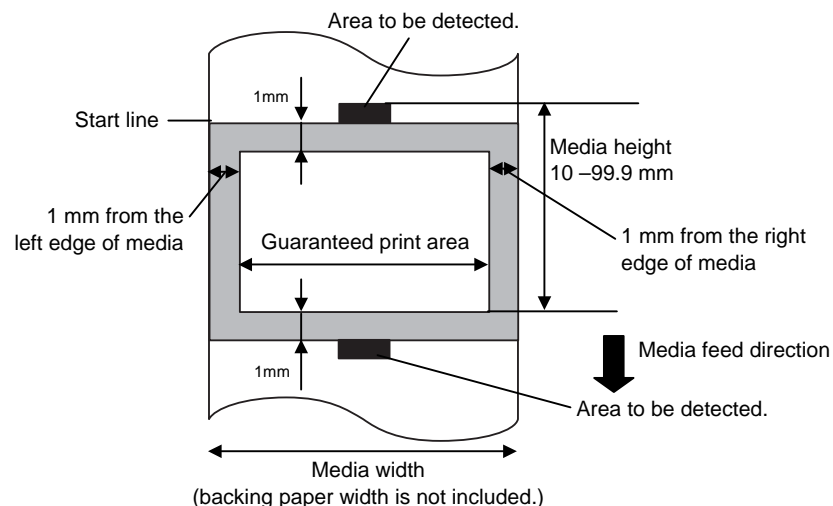 Area to be detected.
1mm
Start line
Media height
10 –99.9 mm
1 mm from the
left edge of media
Guaranteed print area
1 mm from the right
edge of media
Media feed direction
1mm
Area to be detected.
Media width
(backing paper width is not included.)